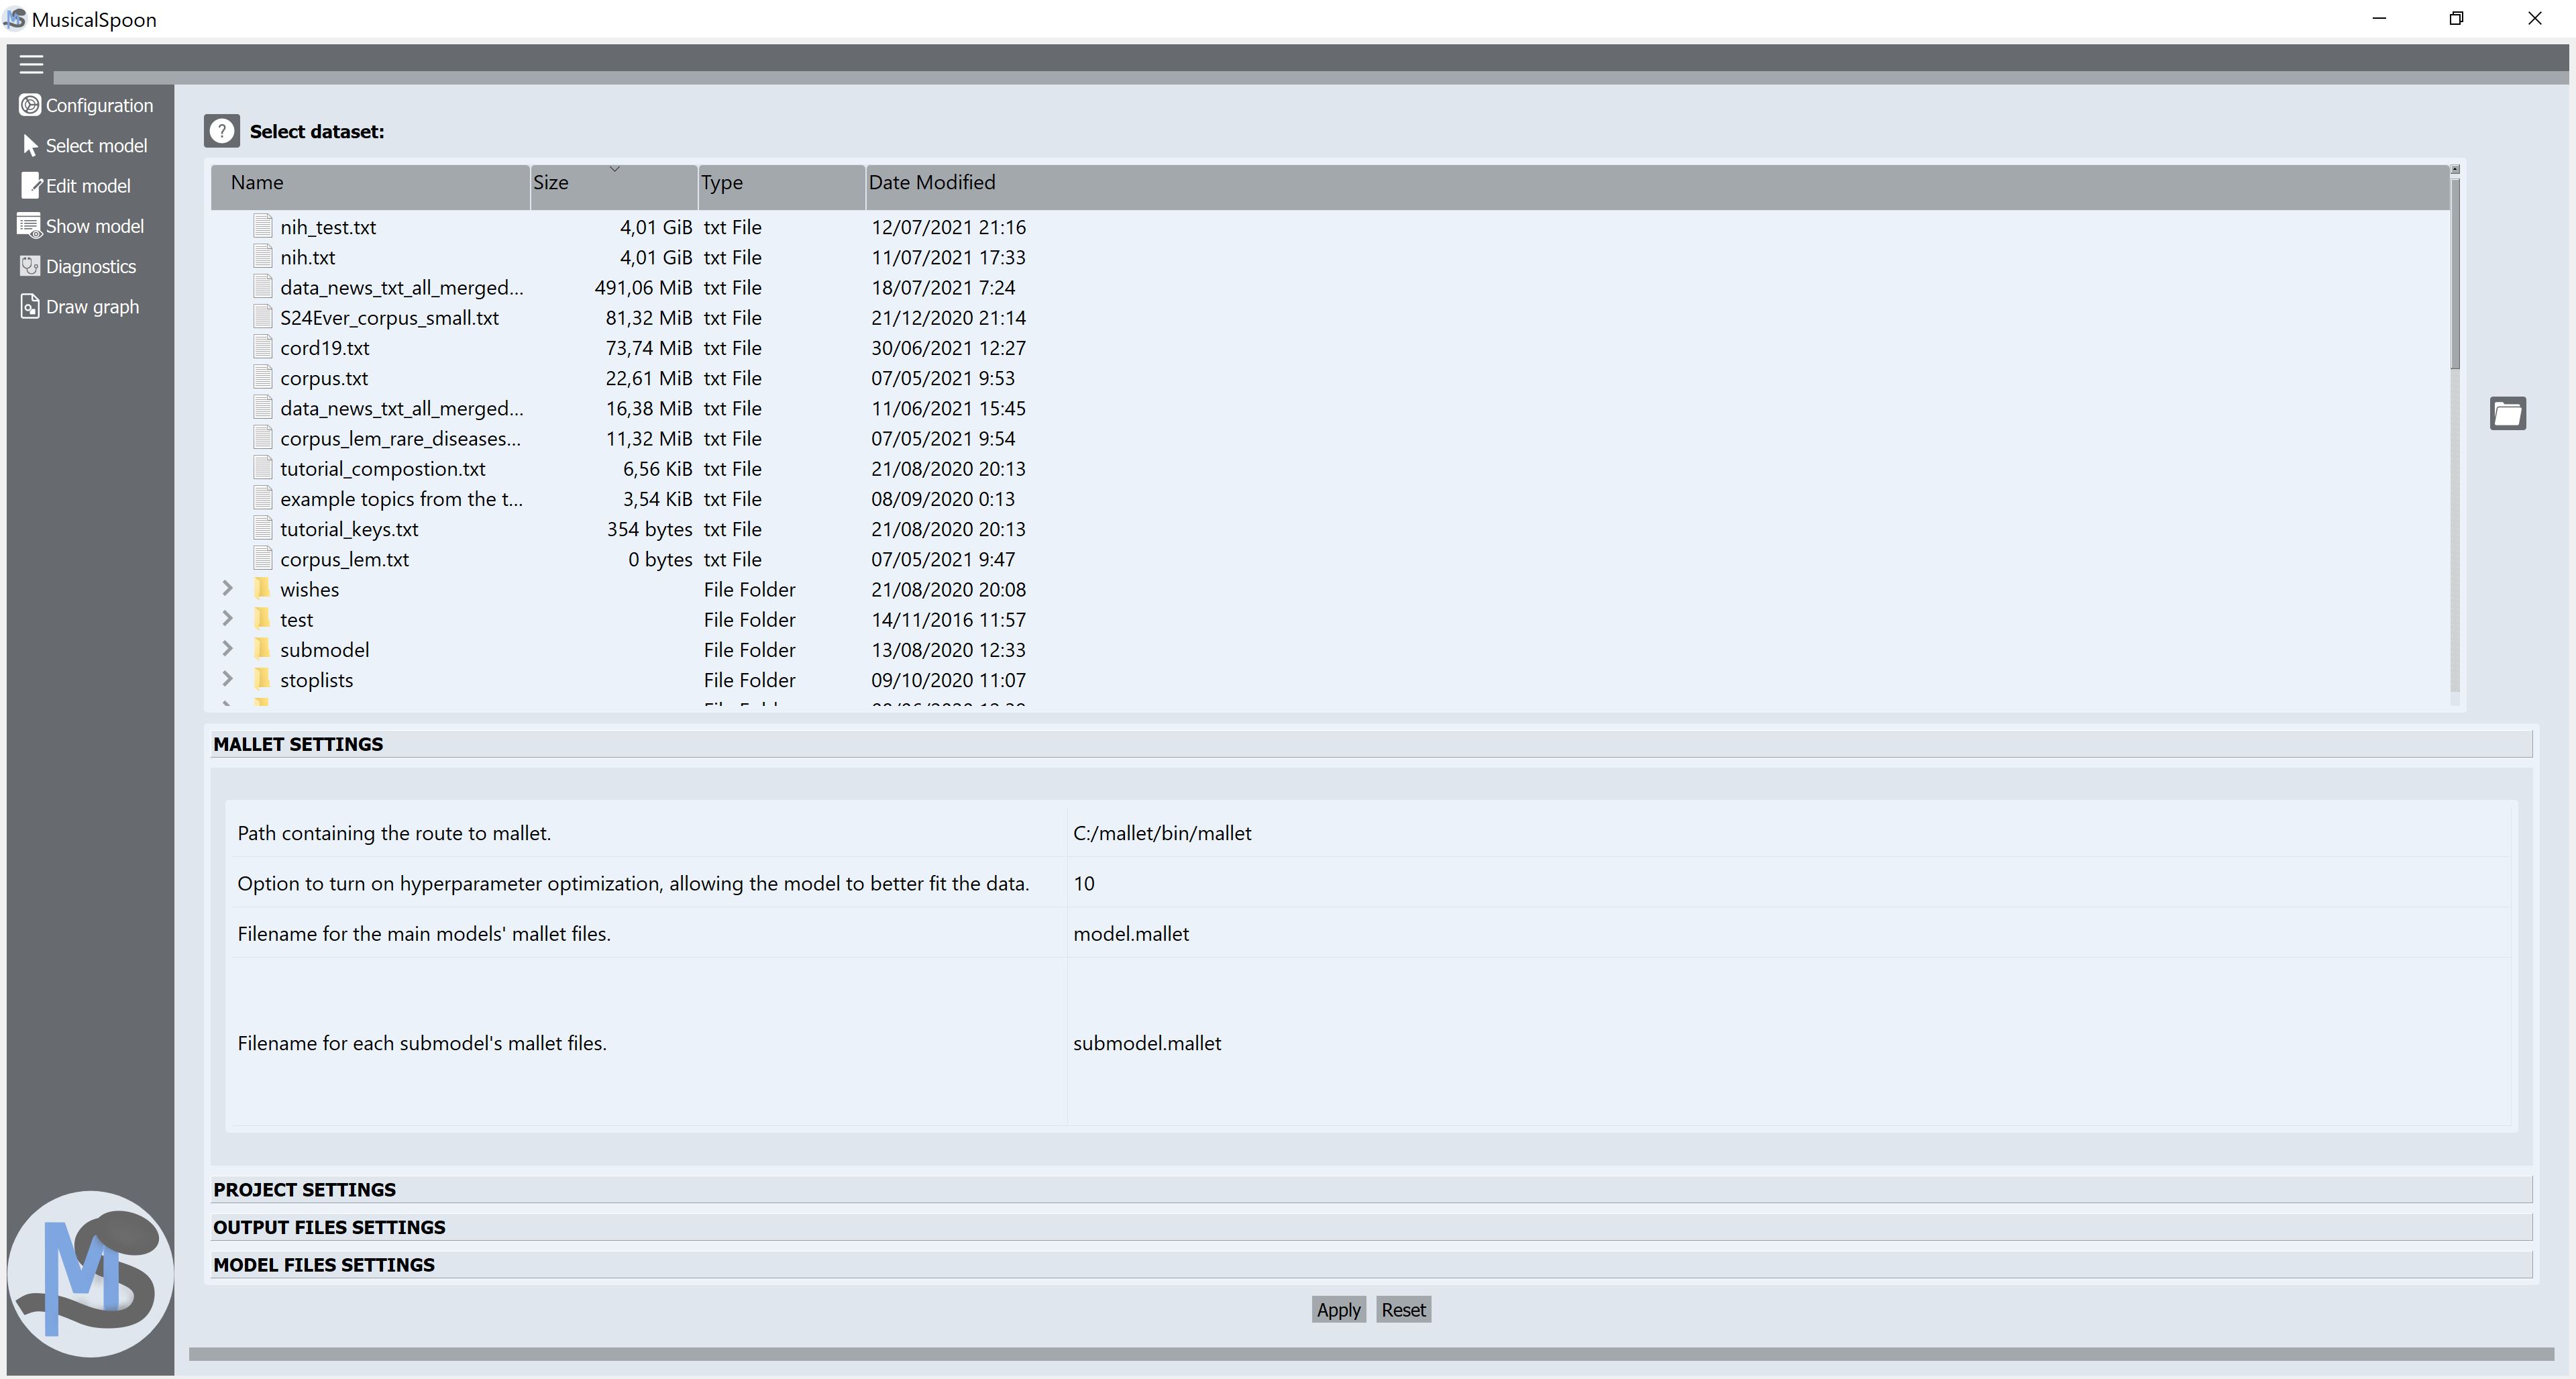 MusicalSpoon
Configuration
Select model
Edit model
Show model
Diagnostics
Draw graph
? Select dataset:
Name Size Type Date Modified
nih_test.txt 4,01 GiB txt File 12/07/2021 21:16
nih.txt 4,01 GiB txt File 11/07/2021 17:33
data_news_txt_all_merged... 491,06 MiB txt File 18/07/2021 7:24
S24Ever_corpus_small.txt 81,32 MiB txt File 21/12/2020 21:14
cord19.txt 73,74 MiB txt File 30/06/2021 12:27
corpus.txt 22,61 MiB txt File 07/05/2021 9:53
data_news_txt_all_merged... 16,38 MiB txt File 11/06/2021 15:45
corpus_lem_rare_diseases... 11,32 MiB txt File 07/05/2021 9:54
tutorial_compostion.txt 6,56 KiB txt File 21/08/2020 20:13
example topics from the t... 3,54 KiB txt File 08/09/2020 0:13
tutorial_keys.txt 354 bytes txt File 21/08/2020 20:13
corpus_lem.txt 0 bytes txt File 07/05/2021 9:47
wishes File Folder 21/08/2020 20:08
test File Folder 14/11/2016 11:57
submodel File Folder 13/08/2020 12:33
stoplists File Folder 09/10/2020 11:07
MALLET SETTINGS
Path containing the route to mallet. C:/mallet/bin/mallet
Option to turn on hyperparameter optimization, allowing the model to better fit the data. 10
Filename for the main models' mallet files. model.mallet
Filename for each submodel's mallet files. submodel.mallet
PROJECT SETTINGS
OUTPUT FILES SETTINGS
MODEL FILES SETTINGS
Apply Reset
MS